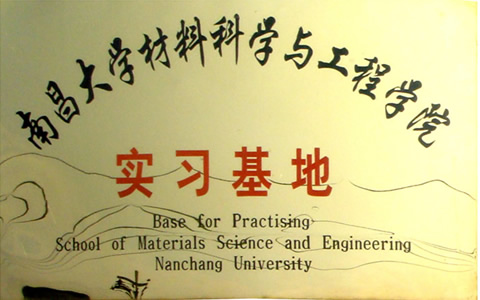 南昌大学材料科学与工程学院
实习基地
Base for Practising
School of Materials Science and Engineering
Nanchang University